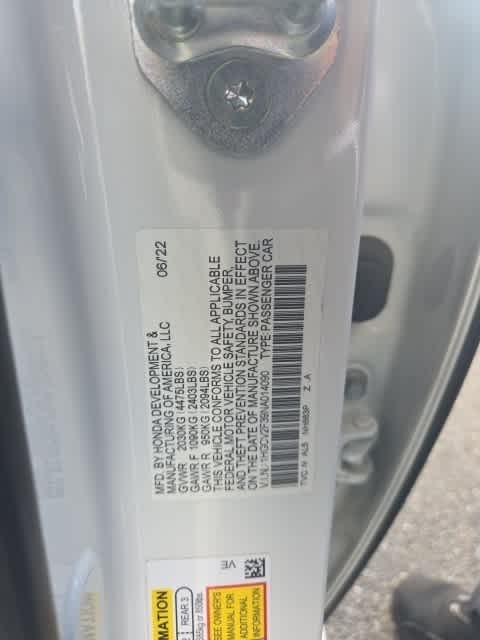 MFD. BY HONDA DEVELOPMENT &
MANUFACTURING OF AMERICA, LLC 06/22
GVWR 2030KG (4475LBS)
GAWR F 1090KG (2403LBS)
GAWR R 950KG (2094LBS)
THIS VEHICLE CONFORMS TO ALL APPLICABLE
FEDERAL MOTOR VEHICLE SAFETY, BUMPER,
AND THEFT PREVENTION STANDARDS IN EFFECT
ON THE DATE OF MANUFACTURE SHOWN ABOVE.
V.I.N.: TYPE:PASSENGER CAR
Z A
VE
REAR 3
SEE OWNER'S
MANUAL FOR
ADDITIONAL
INFORMATION